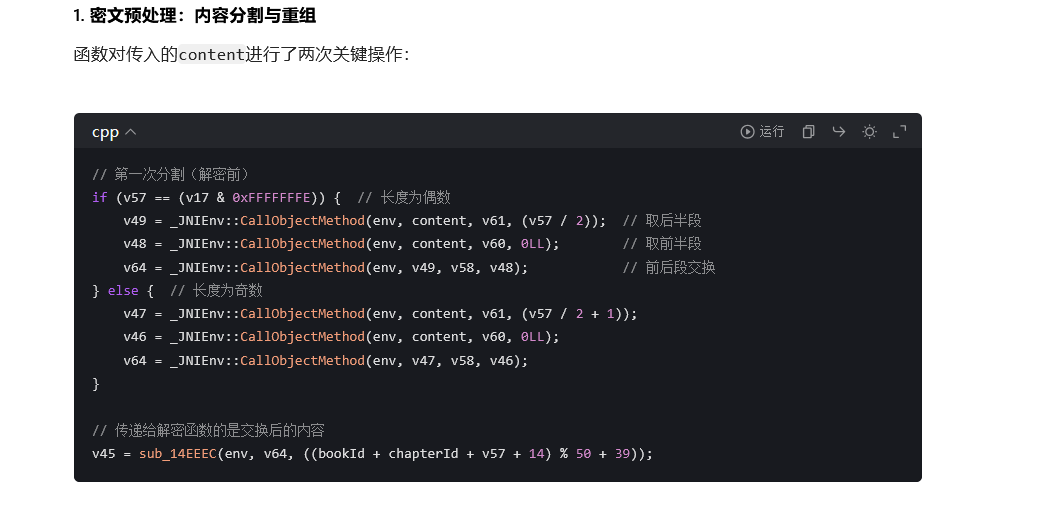 1. 密文预处理：内容分割与重组
函数对传入的content进行了两次关键操作：
cpp
运行
// 第一次分割（解密前）
if (v57 == (v17 & 0xFFFFFFFE)) {  // 长度为偶数
    v49 = _JNIEnv::CallObjectMethod(env, content, v61, (v57 / 2));  // 取后半段
    v48 = _JNIEnv::CallObjectMethod(env, content, v60, 0LL);        // 取前半段
    v64 = _JNIEnv::CallObjectMethod(env, v49, v58, v48);            // 前后段交换
} else {  // 长度为奇数
    v47 = _JNIEnv::CallObjectMethod(env, content, v61, (v57 / 2 + 1));
    v46 = _JNIEnv::CallObjectMethod(env, content, v60, 0LL);
    v64 = _JNIEnv::CallObjectMethod(env, v47, v58, v46);
}
// 传递给解密函数的是交换后的内容
v45 = sub_14EEEC(env, v64, ((bookId + chapterId + v57 + 14) % 50 + 39));